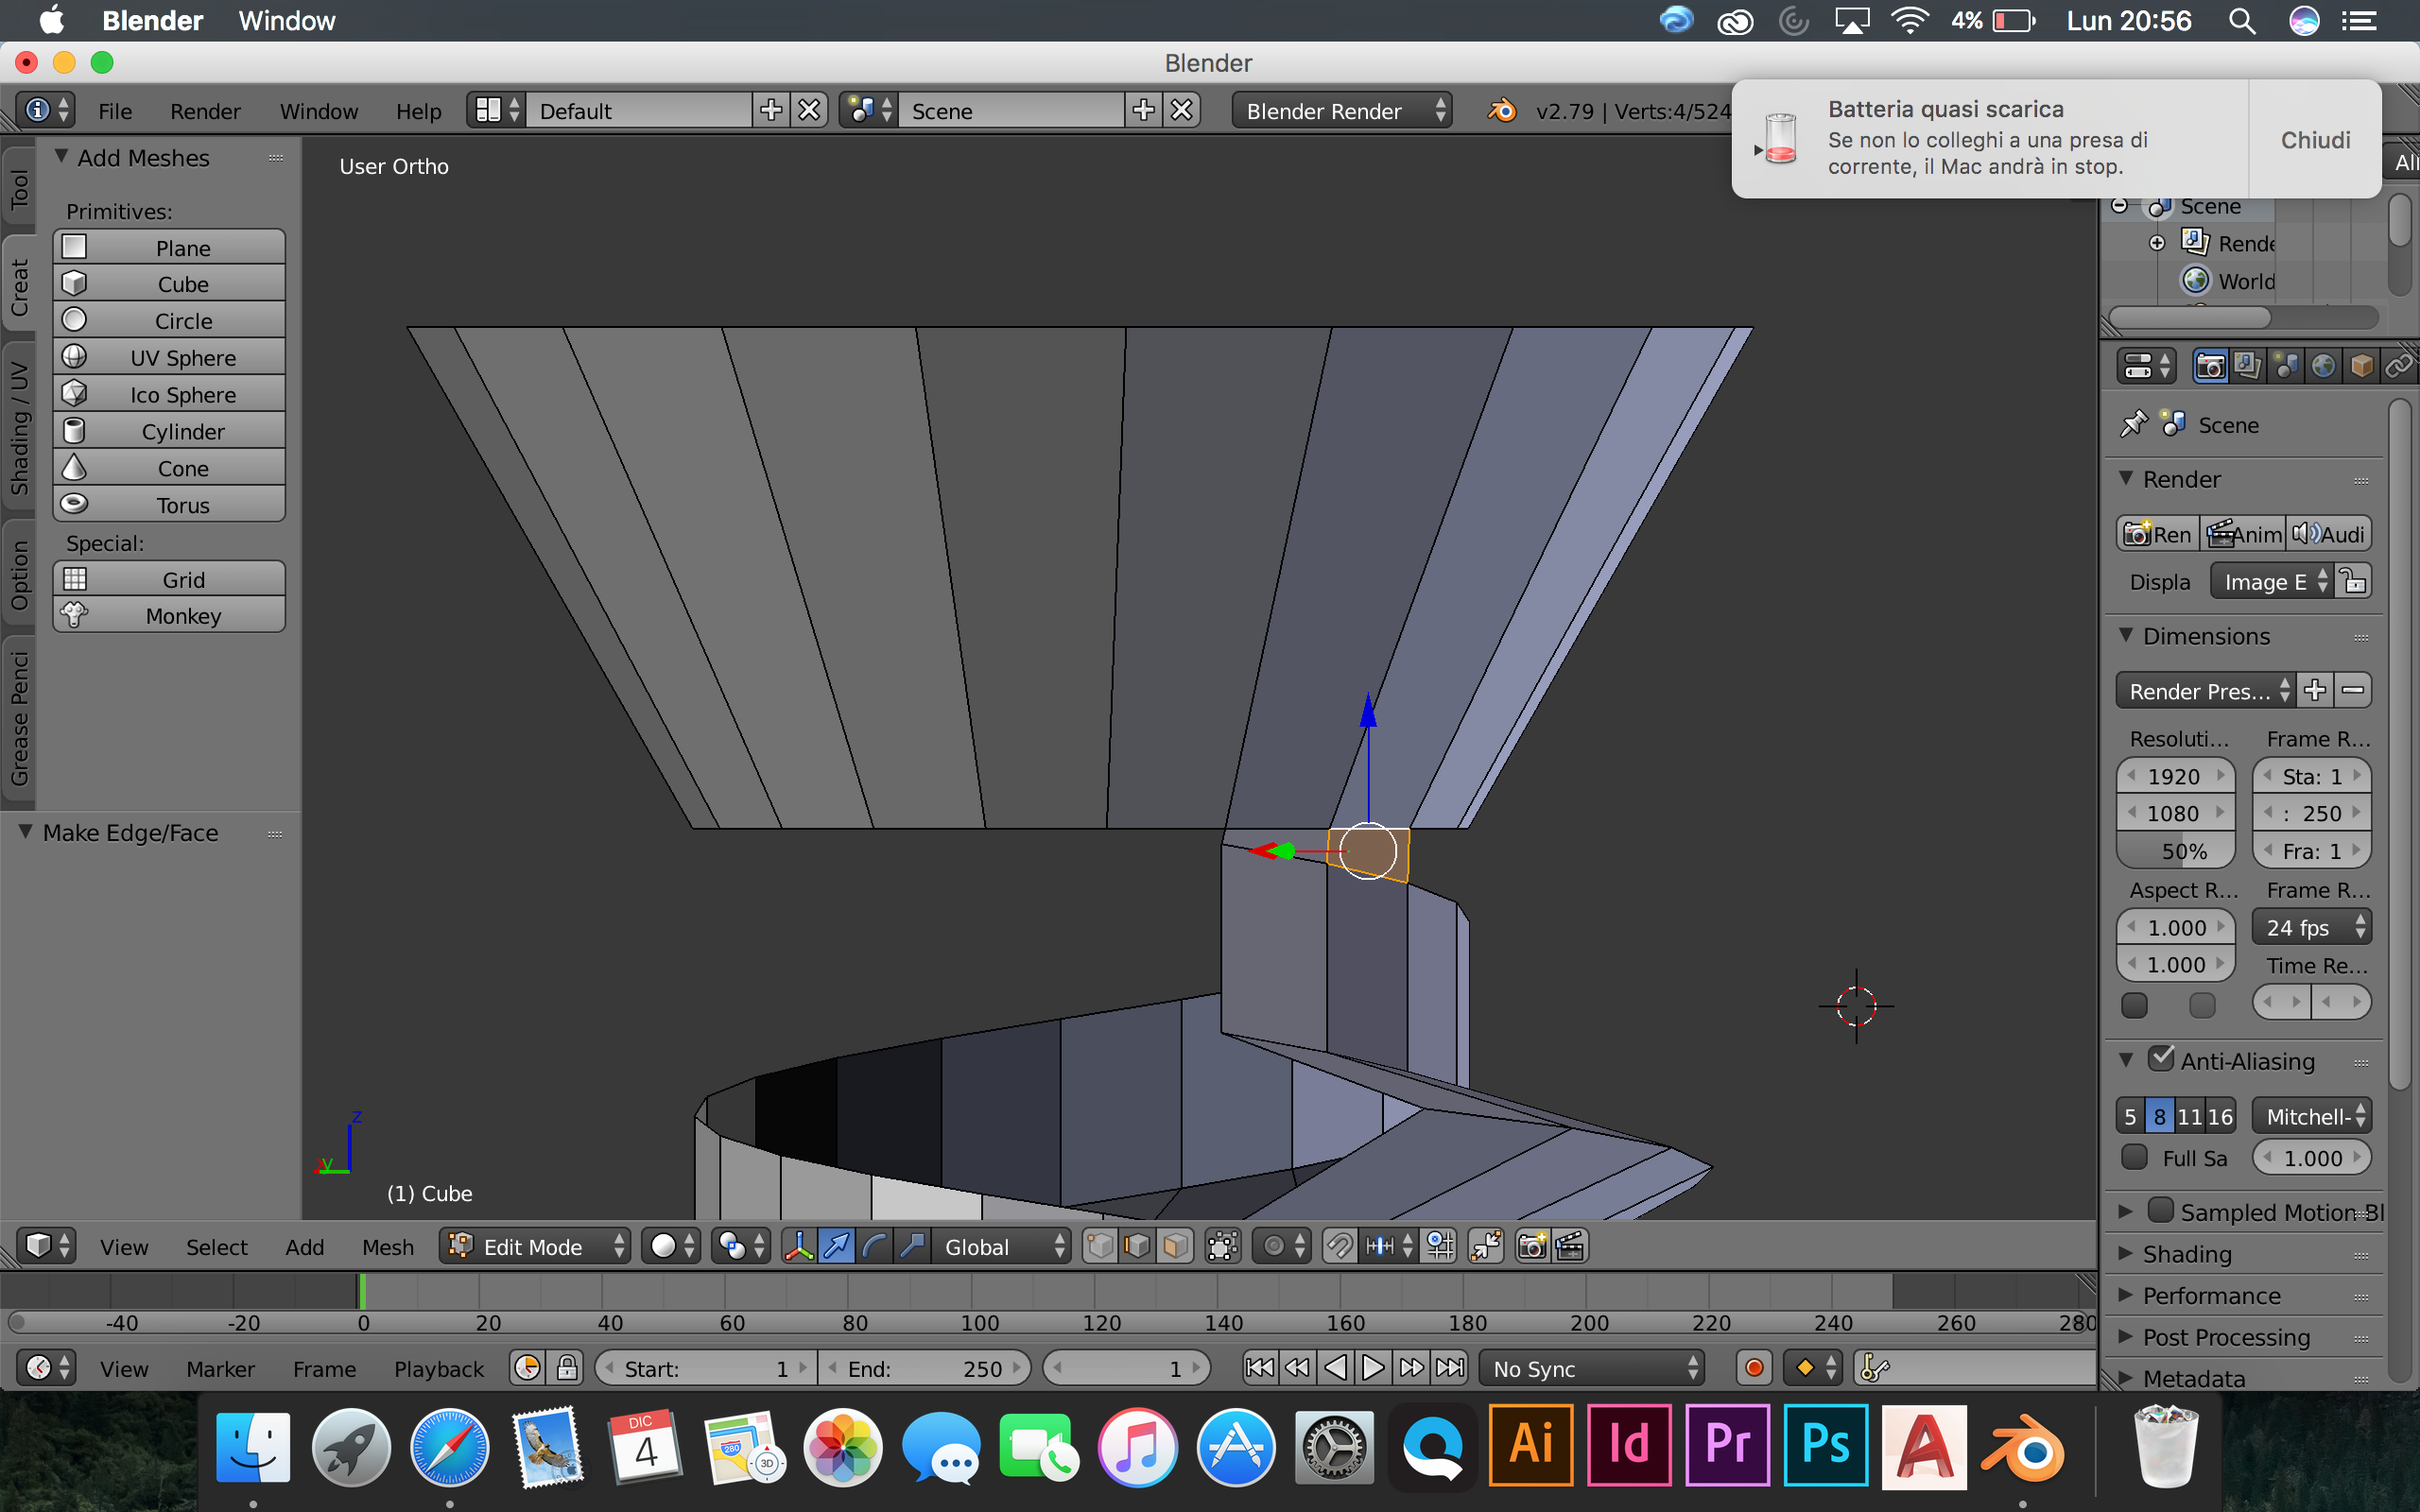 Blender Window 4% Lun 20:56
Blender
File Render Window Help Default Scene Blender Render v2.79 | Verts:4/524
Batteria quasi scarica
Se non lo colleghi a una presa di
corrente, il Mac andrà in stop.
Chiudi
All
Tool
Creat
Shading / UV
Option
Grease Penci
Add Meshes
Primitives:
Plane
Cube
Circle
UV Sphere
Ico Sphere
Cylinder
Cone
Torus
Special:
Grid
Monkey
Make Edge/Face
User Ortho
z
y
(1) Cube
Scene
Rende
World
Scene
Render
Ren Anim Audi
Displa Image E
Dimensions
Render Pres...
Resoluti... Frame R...
1920 Sta: 1
1080 : 250
50% Fra: 1
Aspect R... Frame R...
1.000 24 fps
1.000 Time Re...
Anti-Aliasing
5 8 11 16 Mitchell-
Full Sa 1.000
Sampled Motion Bl
Shading
Performance
Post Processing
Metadata
View Select Add Mesh Edit Mode Global
-40 -20 0 20 40 60 80 100 120 140 160 180 200 220 240 260 280
View Marker Frame Playback Start: 1 End: 250 1 No Sync
DIC
4
280
3D
Ai Id Pr Ps